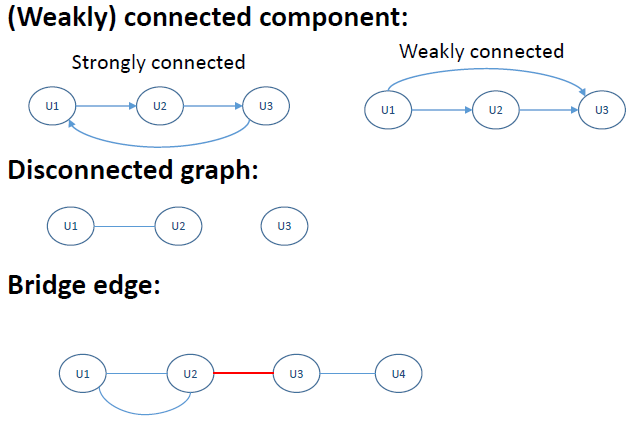 (Weakly) connected component:
Strongly connected
Weakly connected
U1 U2 U3
U1 U2 U3
Disconnected graph:
U1 U2 U3
Bridge edge:
U1 U2 U3 U4